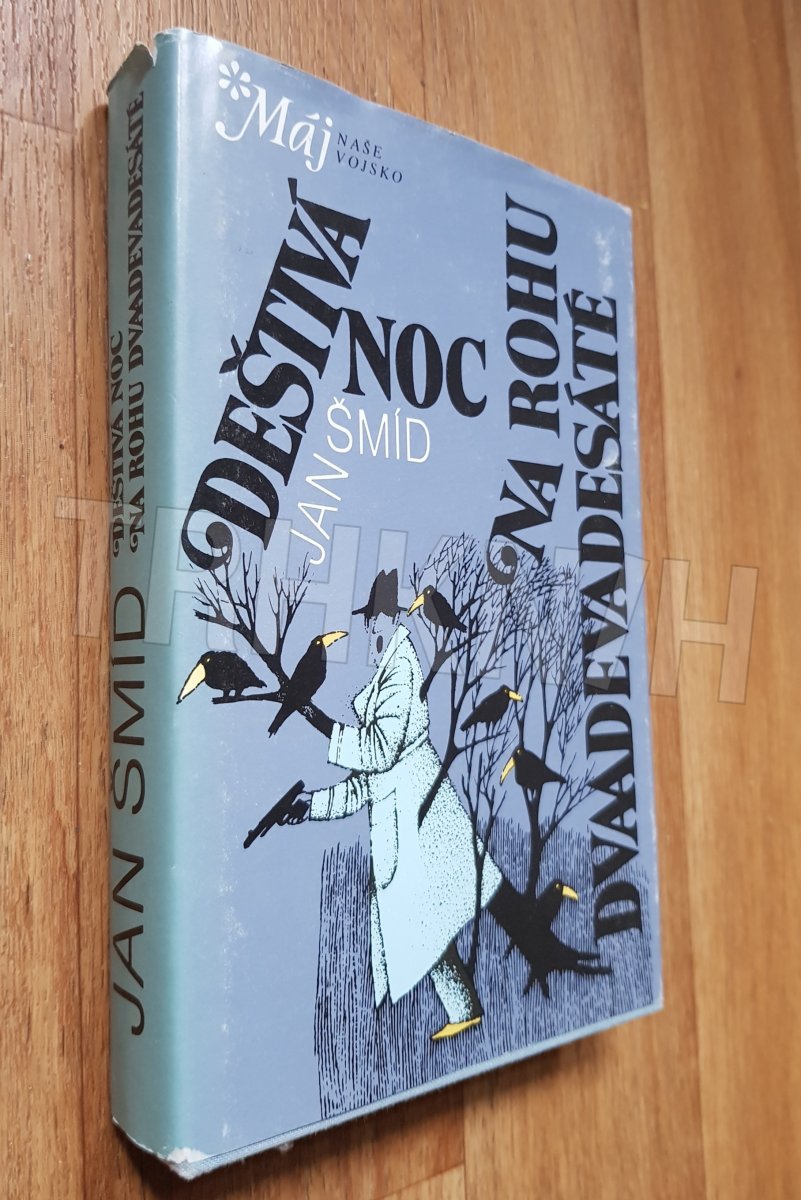 Máj
NAŠE
VOJSKO
DEŠTIVÁ
NOC
JAN ŠMÍD
NA ROHU
DVAADEVADESÁTÉ
JAN ŠMÍD
DEŠTIVÁ NOC
NA ROHU DVAADEVADESÁTÉ